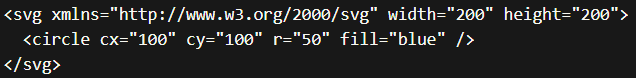 <svg xmlns="http://www.w3.org/2000/svg" width="200" height="200">
  <circle cx="100" cy="100" r="50" fill="blue" />
</svg>